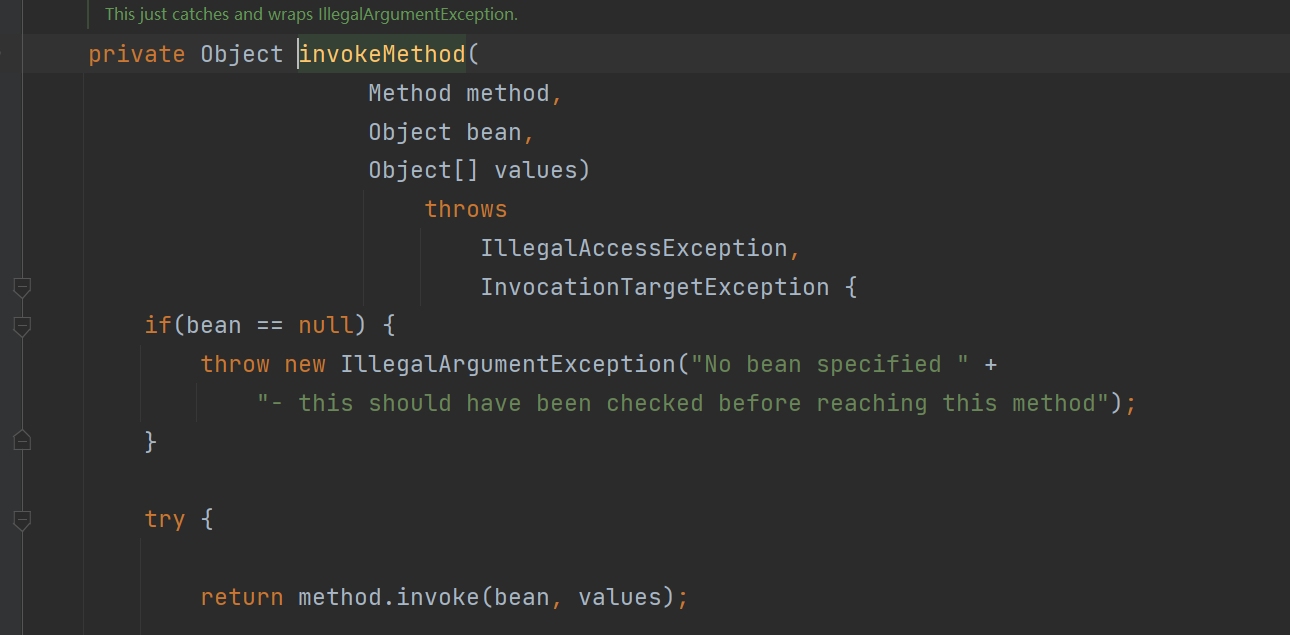 This just catches and wraps IllegalArgumentException.
private Object invokeMethod(
Method method,
Object bean,
Object[] values)
throws
IllegalAccessException,
InvocationTargetException {
if(bean == null) {
throw new IllegalArgumentException("No bean specified " +
"- this should have been checked before reaching this method");
}
try {
return method.invoke(bean, values);